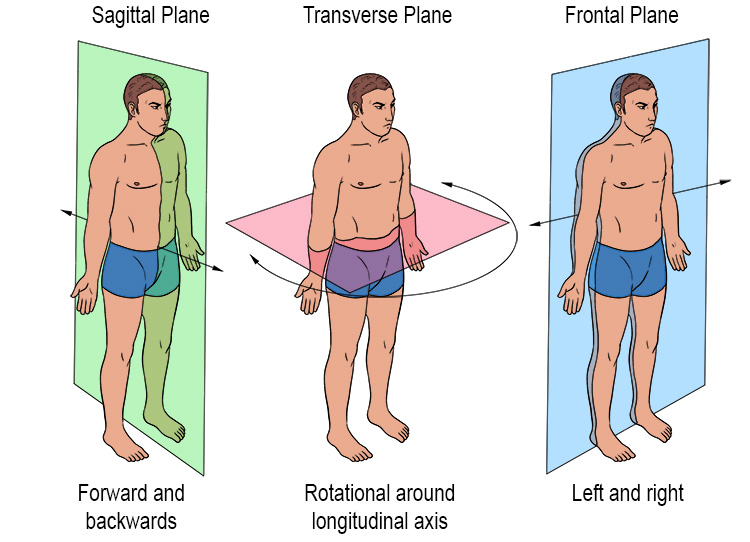 Sagittal Plane
Transverse Plane
Frontal Plane
Forward and
backwards
Rotational around
longitudinal axis
Left and right